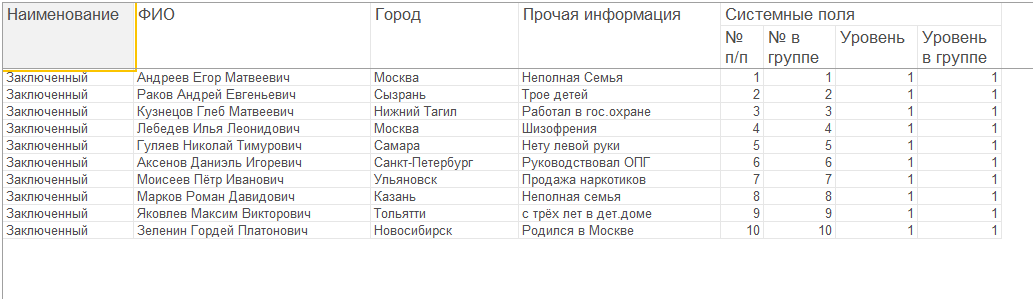 Наименование ФИО Город Прочая информация Системные поля
№ п/п № в группе Уровень Уровень в группе
Заключенный Андреев Егор Матвеевич Москва Неполная Семья 1 1 1 1
Заключенный Раков Андрей Евгеньевич Сызрань Трое детей 2 2 1 1
Заключенный Кузнецов Глеб Матвеевич Нижний Тагил Работал в гос.охране 3 3 1 1
Заключенный Лебедев Илья Леонидович Москва Шизофрения 4 4 1 1
Заключенный Гуляев Николай Тимурович Самара Нету левой руки 5 5 1 1
Заключенный Аксенов Даниэль Игоревич Санкт-Петербург Руководствовал ОПГ 6 6 1 1
Заключенный Моисеев Пётр Иванович Ульяновск Продажа наркотиков 7 7 1 1
Заключенный Марков Роман Давидович Казань Неполная семья 8 8 1 1
Заключенный Яковлев Максим Викторович Тольятти с трёх лет в дет.доме 9 9 1 1
Заключенный Зеленин Гордей Платонович Новосибирск Родился в Москве 10 10 1 1